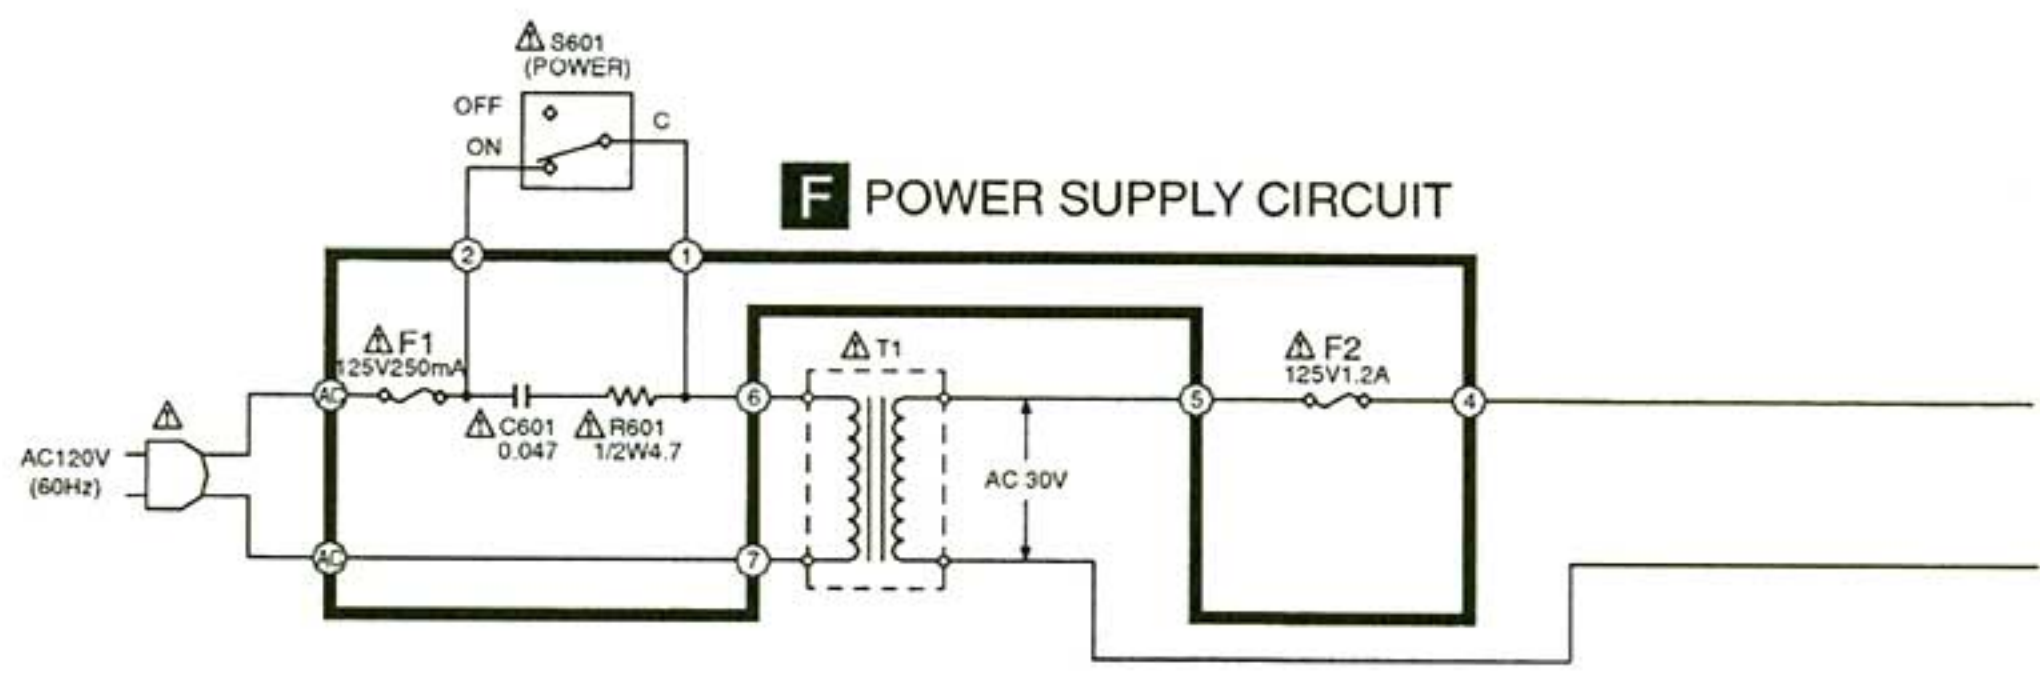 S601
(POWER)
OFF
C
ON
F POWER SUPPLY CIRCUIT
2
1
F1
125V250mA
T1
F2
125V1.2A
AC
6
5
4
C601
0.047
R601
1/2W4.7
AC120V
(60Hz)
AC 30V
AC
7